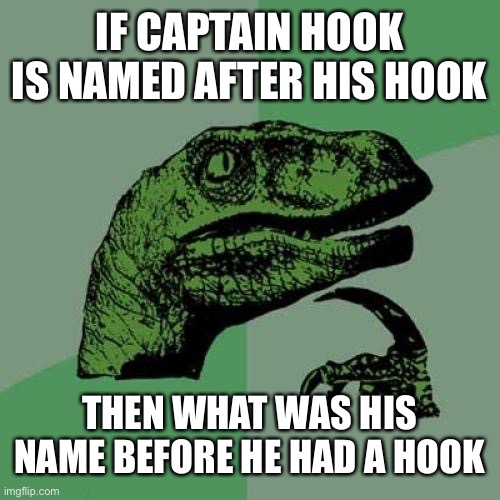 IF CAPTAIN HOOK
IS NAMED AFTER HIS HOOK
THEN WHAT WAS HIS
NAME BEFORE HE HAD A HOOK
imgflip.com